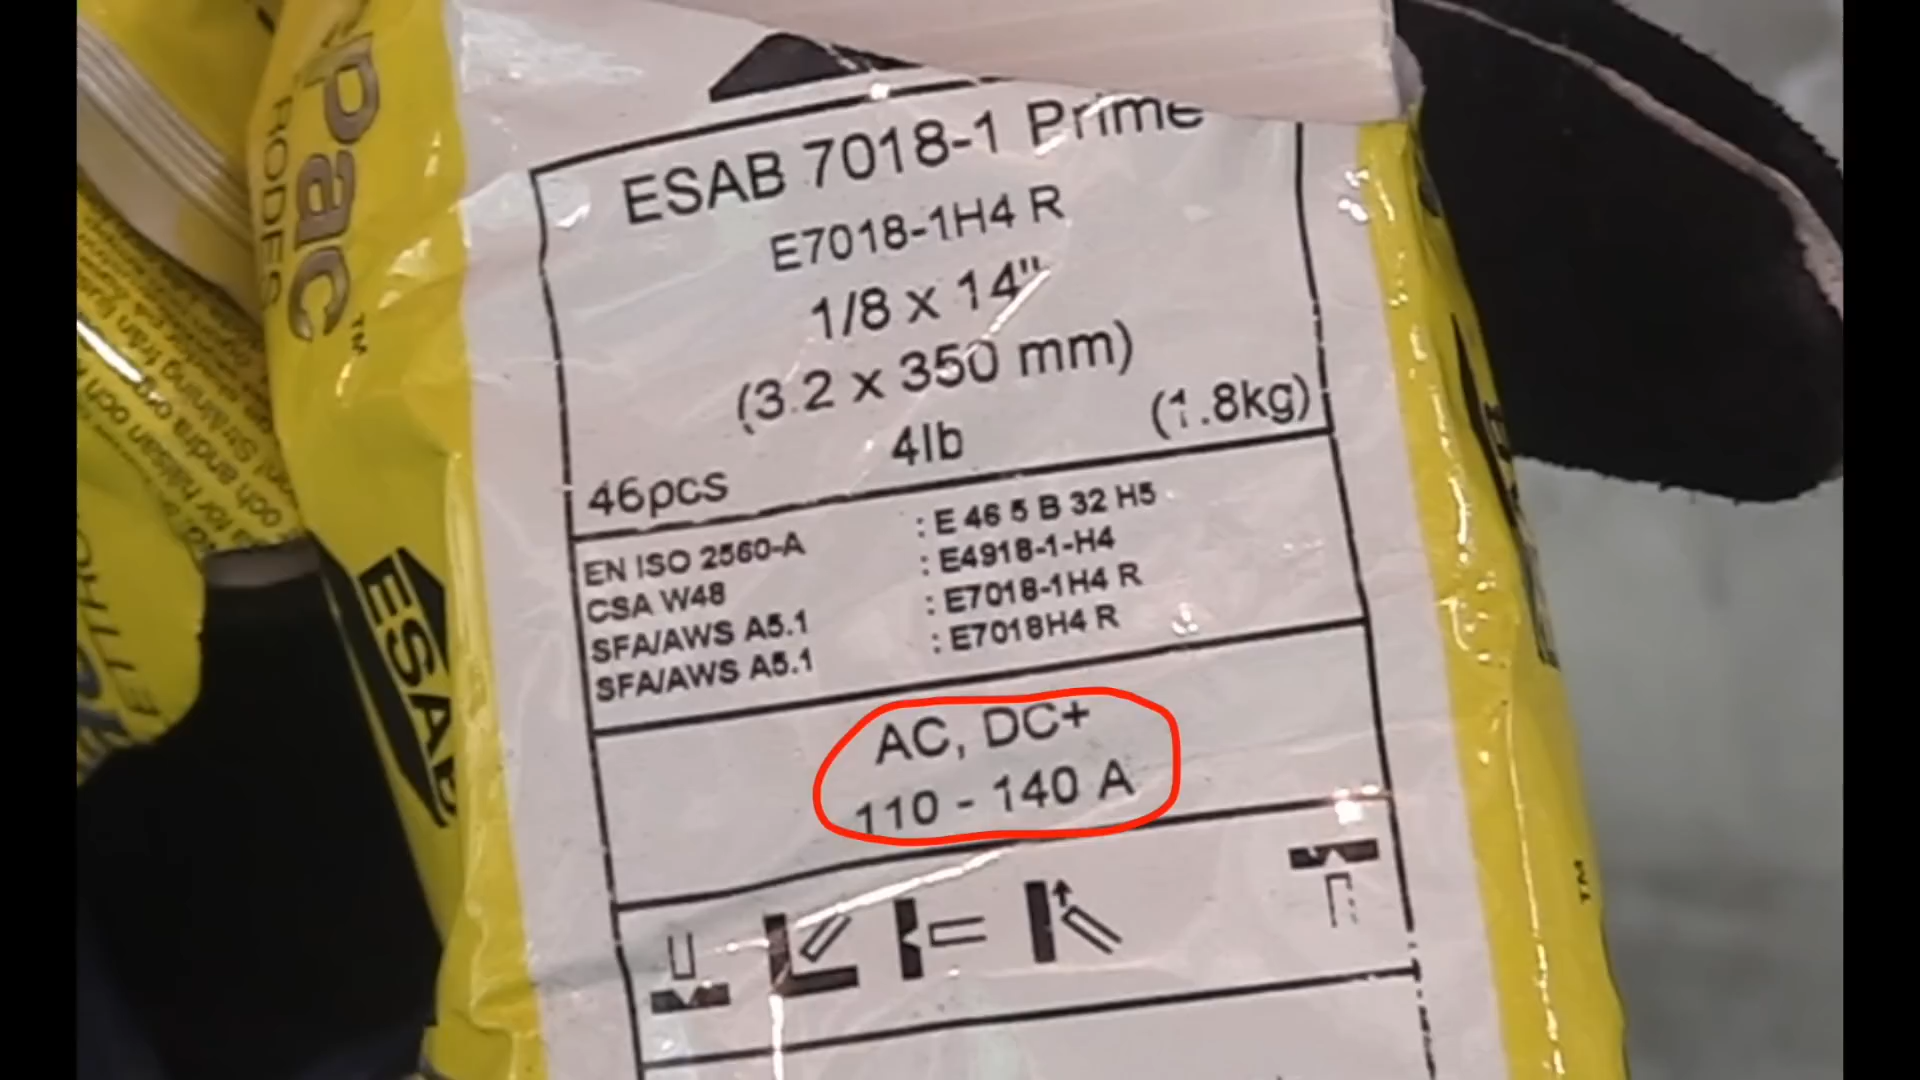 Pac™
RODES
ESAB
ESAB 7018-1 Prime
E7018-1H4 R
1/8 x 14"
(3.2 x 350 mm)
46pcs 4lb (1.8kg)
EN ISO 2560-A : E 46 5 B 32 H5
CSA W48 : E4918-1-H4
SFA/AWS A5.1 : E7018-1H4 R
SFA/AWS A5.1 : E7018H4 R
AC, DC+
110 - 140 A
TM